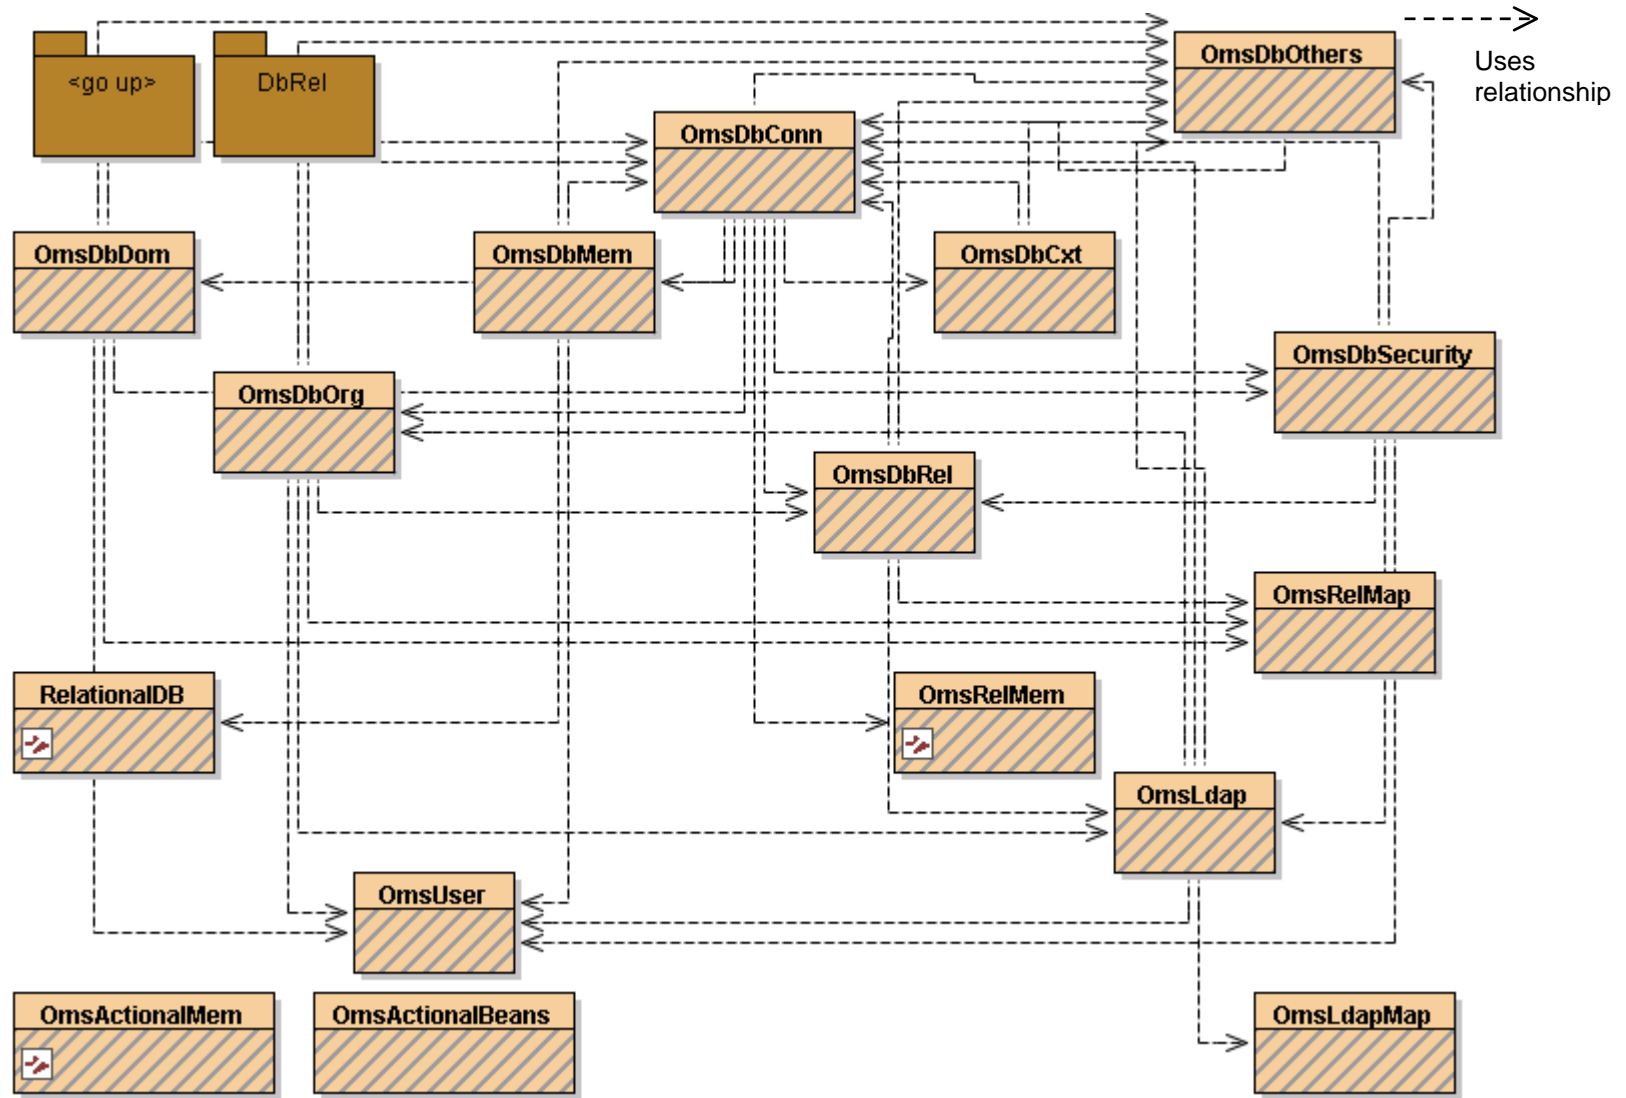 <go up>
DbRel
OmsDbOthers
Uses
relationship
OmsDbConn
OmsDbDom
OmsDbMem
OmsDbCxt
OmsDbSecurity
OmsDbOrg
OmsDbRel
OmsRelMap
RelationalDB
OmsRelMem
OmsLdap
OmsUser
OmsActionalMem
OmsActionalBeans
OmsLdapMap